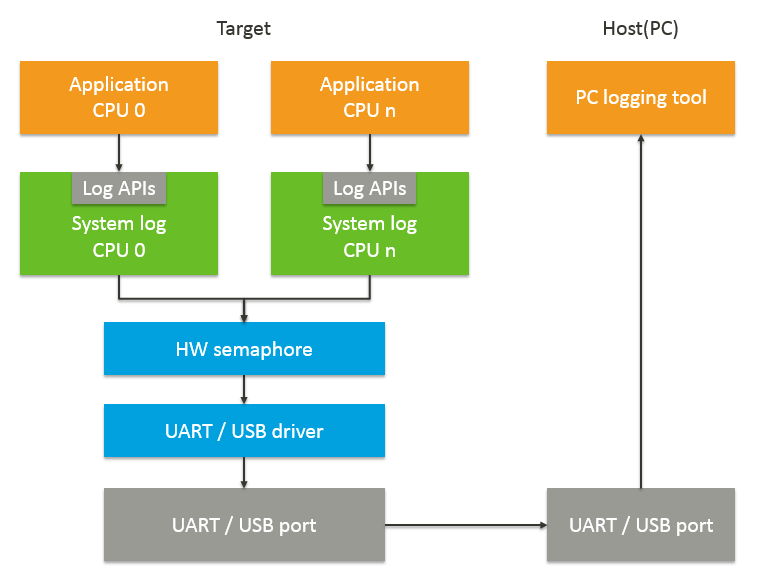 Target
Host(PC)
Application
CPU 0
Application
CPU n
PC logging tool
Log APIs
System log
CPU 0
Log APIs
System log
CPU n
HW semaphore
UART / USB driver
UART / USB port
UART / USB port